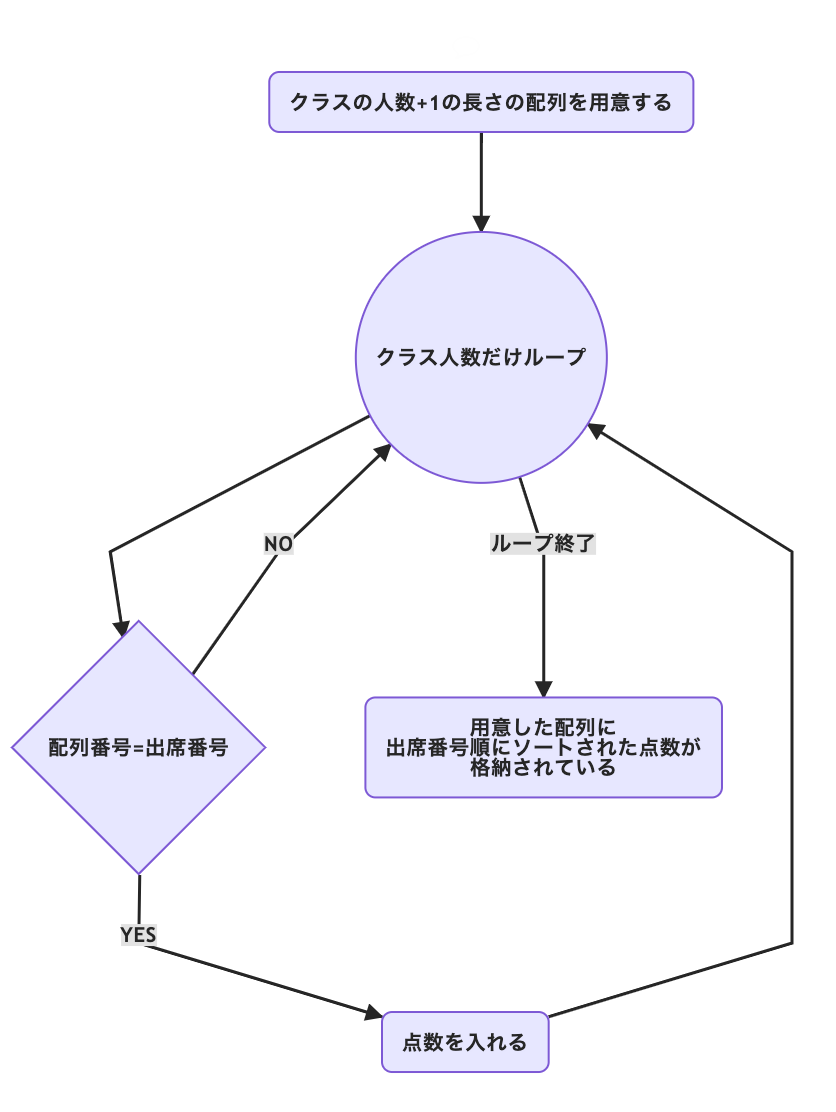 クラスの人数+1の長さの配列を用意する
クラス人数だけループ
NO
ループ終了
配列番号=出席番号
用意した配列に
出席番号順にソートされた点数が
格納されている
YES
点数を入れる